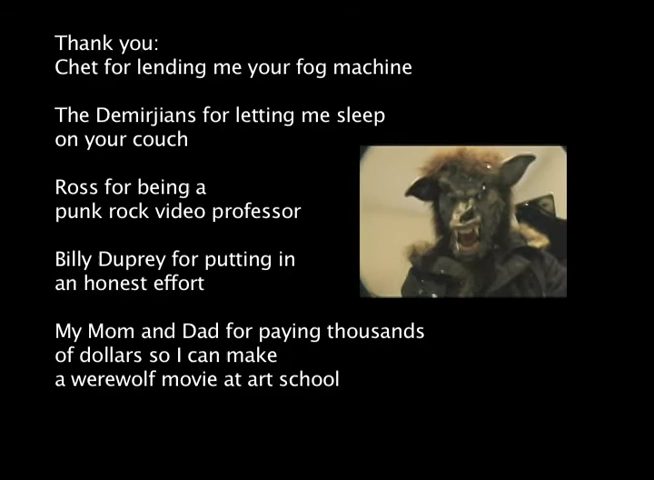 Thank you:
Chet for lending me your fog machine
The Demirjians for letting me sleep
on your couch
Ross for being a
punk rock video professor
Billy Duprey for putting in
an honest effort
My Mom and Dad for paying thousands
of dollars so I can make
a werewolf movie at art school